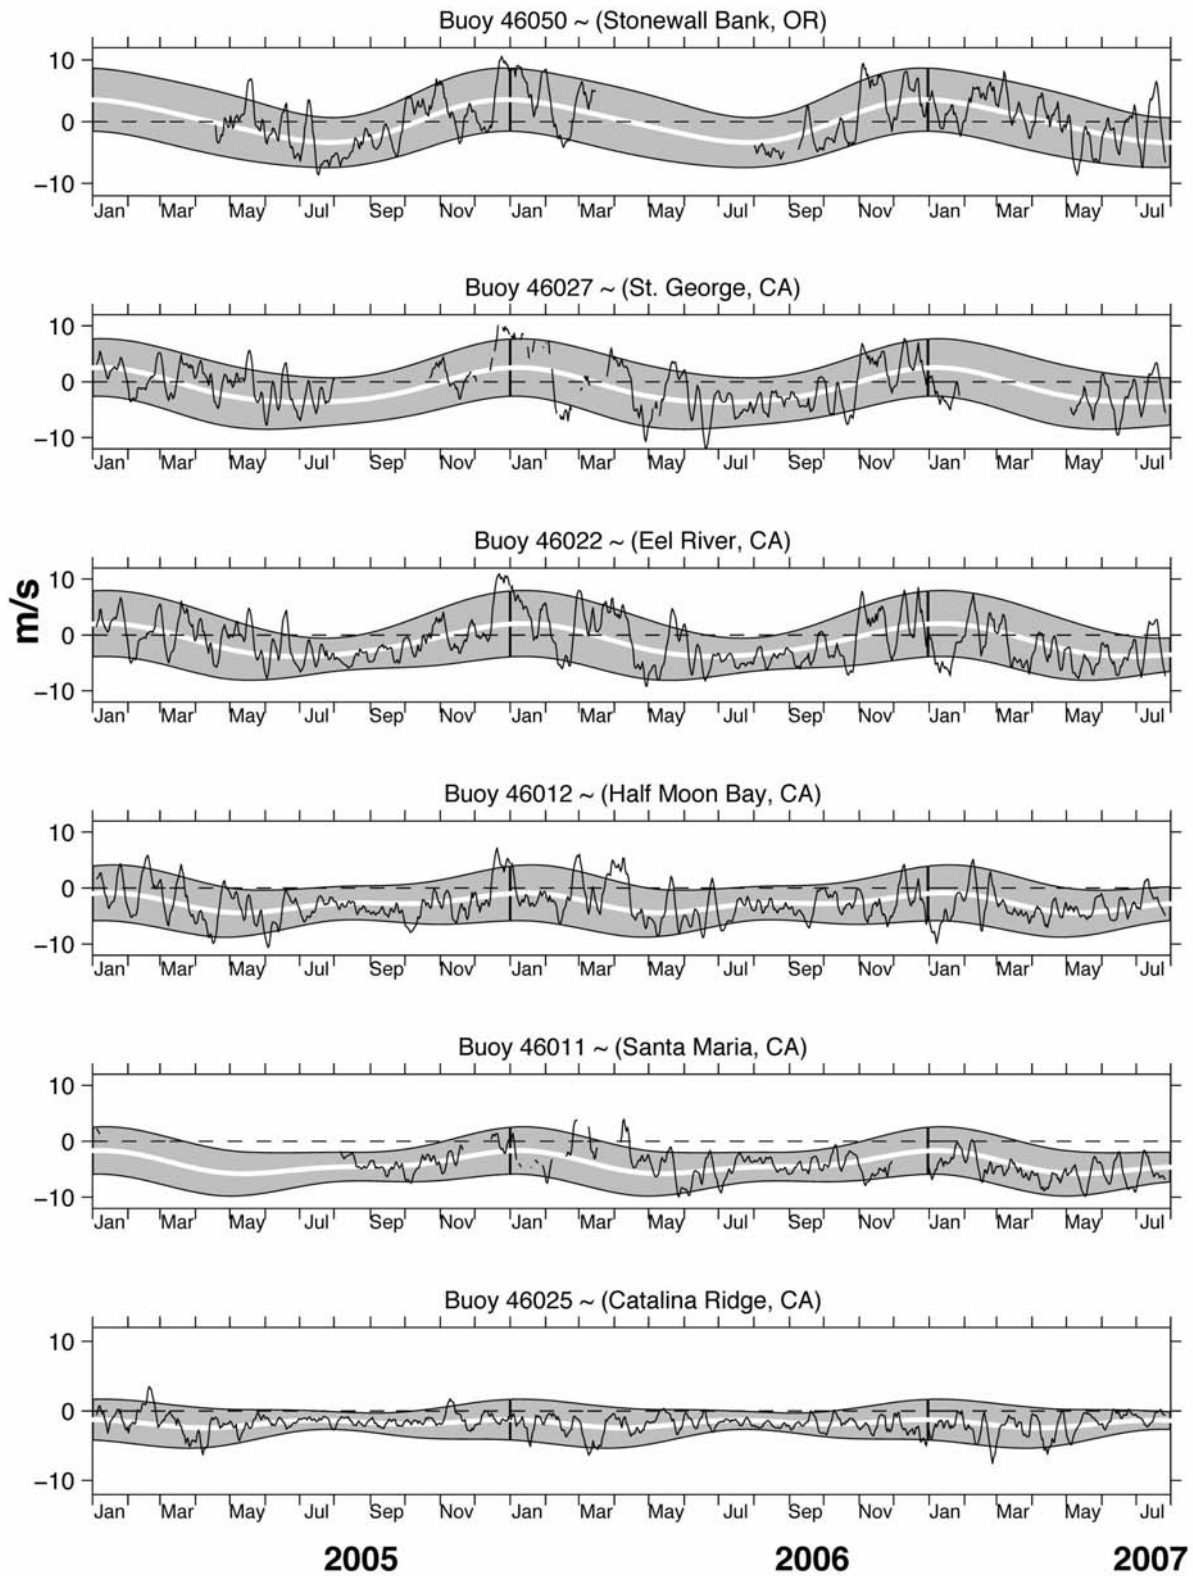 Buoy 46050 ~ (Stonewall Bank, OR)
10
0
−10
Jan Mar May Jul Sep Nov Jan Mar May Jul Sep Nov Jan Mar May Jul
Buoy 46027 ~ (St. George, CA)
10
0
−10
Jan Mar May Jul Sep Nov Jan Mar May Jul Sep Nov Jan Mar May Jul
Buoy 46022 ~ (Eel River, CA)
10
0
−10
Jan Mar May Jul Sep Nov Jan Mar May Jul Sep Nov Jan Mar May Jul
m/s
Buoy 46012 ~ (Half Moon Bay, CA)
10
0
−10
Jan Mar May Jul Sep Nov Jan Mar May Jul Sep Nov Jan Mar May Jul
Buoy 46011 ~ (Santa Maria, CA)
10
0
−10
Jan Mar May Jul Sep Nov Jan Mar May Jul Sep Nov Jan Mar May Jul
Buoy 46025 ~ (Catalina Ridge, CA)
10
0
−10
Jan Mar May Jul Sep Nov Jan Mar May Jul Sep Nov Jan Mar May Jul
2005 2006 2007